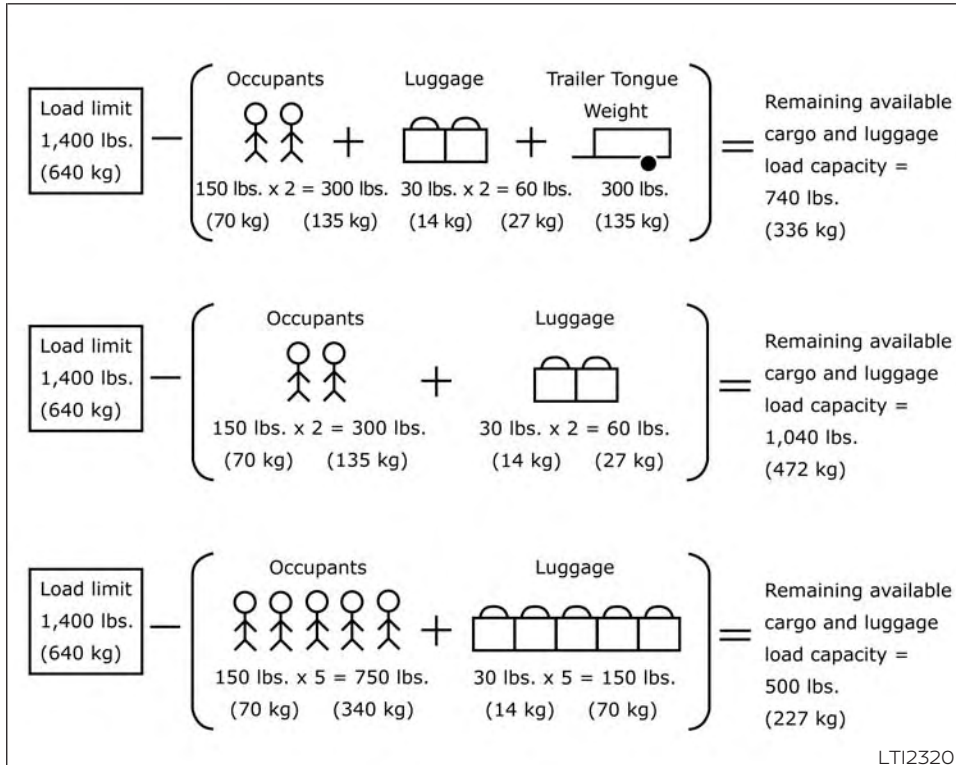 Occupants Luggage Trailer Tongue
Weight
Load limit
1,400 lbs.
(640 kg)
150 lbs. x 2 = 300 lbs. 30 lbs. x 2 = 60 lbs. 300 lbs.
(70 kg) (135 kg) (14 kg) (27 kg) (135 kg)
Remaining available
cargo and luggage
load capacity =
740 lbs.
(336 kg)
Occupants Luggage
Load limit
1,400 lbs.
(640 kg)
150 lbs. x 2 = 300 lbs. 30 lbs. x 2 = 60 lbs.
(70 kg) (135 kg) (14 kg) (27 kg)
Remaining available
cargo and luggage
load capacity =
1,040 lbs.
(472 kg)
Occupants Luggage
Load limit
1,400 lbs.
(640 kg)
150 lbs. x 5 = 750 lbs. 30 lbs. x 5 = 150 lbs.
(70 kg) (340 kg) (14 kg) (70 kg)
Remaining available
cargo and luggage
load capacity =
500 lbs.
(227 kg)
LTI2320